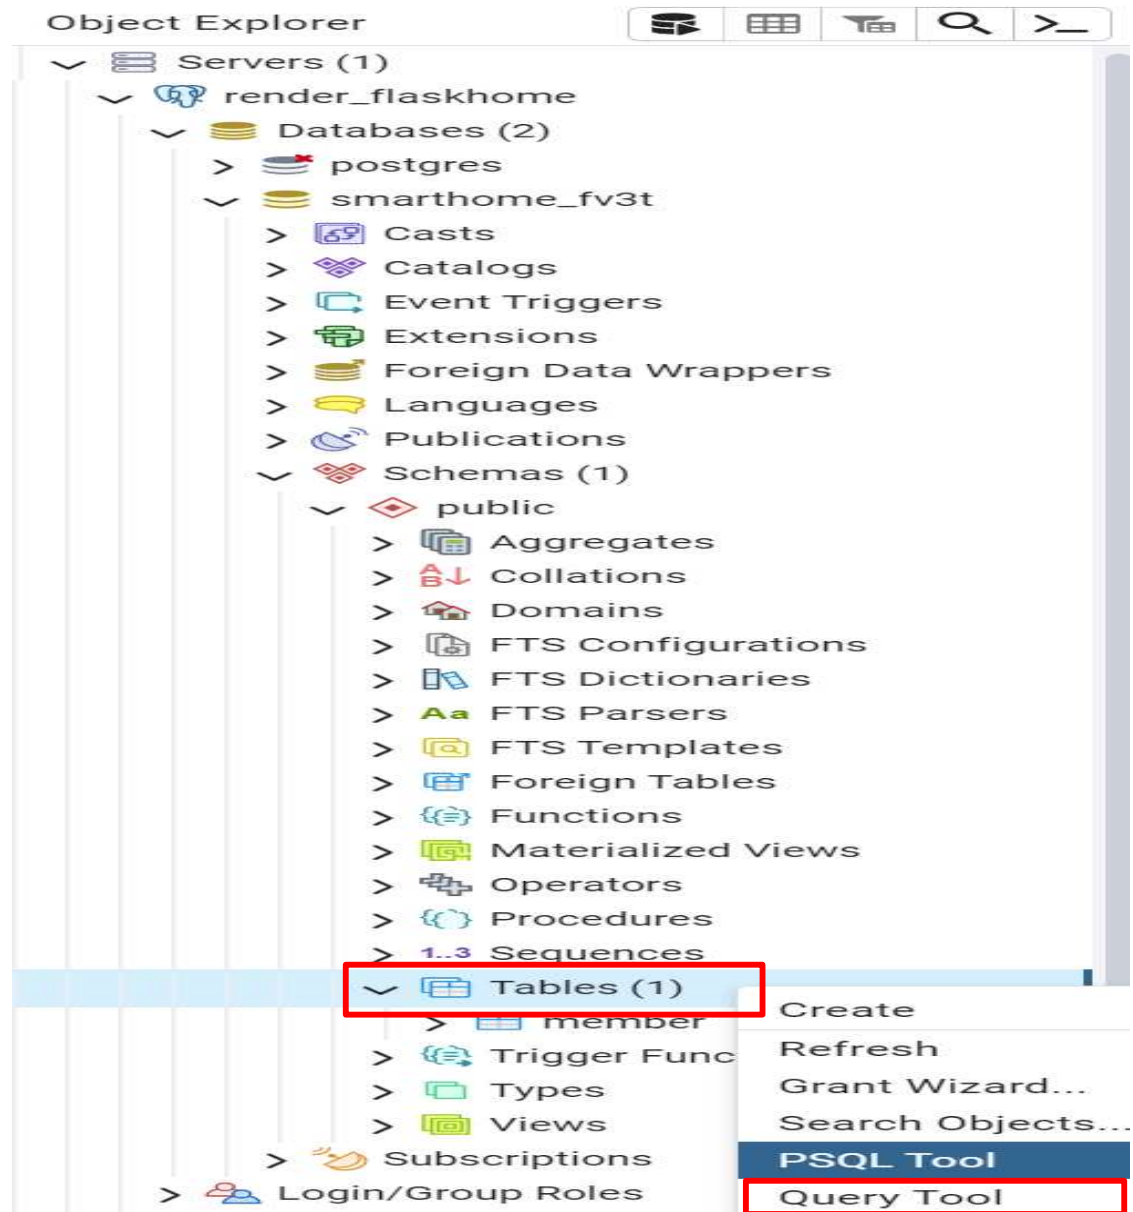 Object Explorer
Servers (1)
render_flaskhome
Databases (2)
postgres
smarthome_fv3t
Casts
Catalogs
Event Triggers
Extensions
Foreign Data Wrappers
Languages
Publications
Schemas (1)
public
Aggregates
Collations
Domains
FTS Configurations
FTS Dictionaries
Aa FTS Parsers
FTS Templates
Foreign Tables
Functions
Materialized Views
Operators
Procedures
1..3 Sequences
Tables (1)
member
Trigger Func
Types
Views
Subscriptions
Login/Group Roles
Create
Refresh
Grant Wizard...
Search Objects...
PSQL Tool
Query Tool